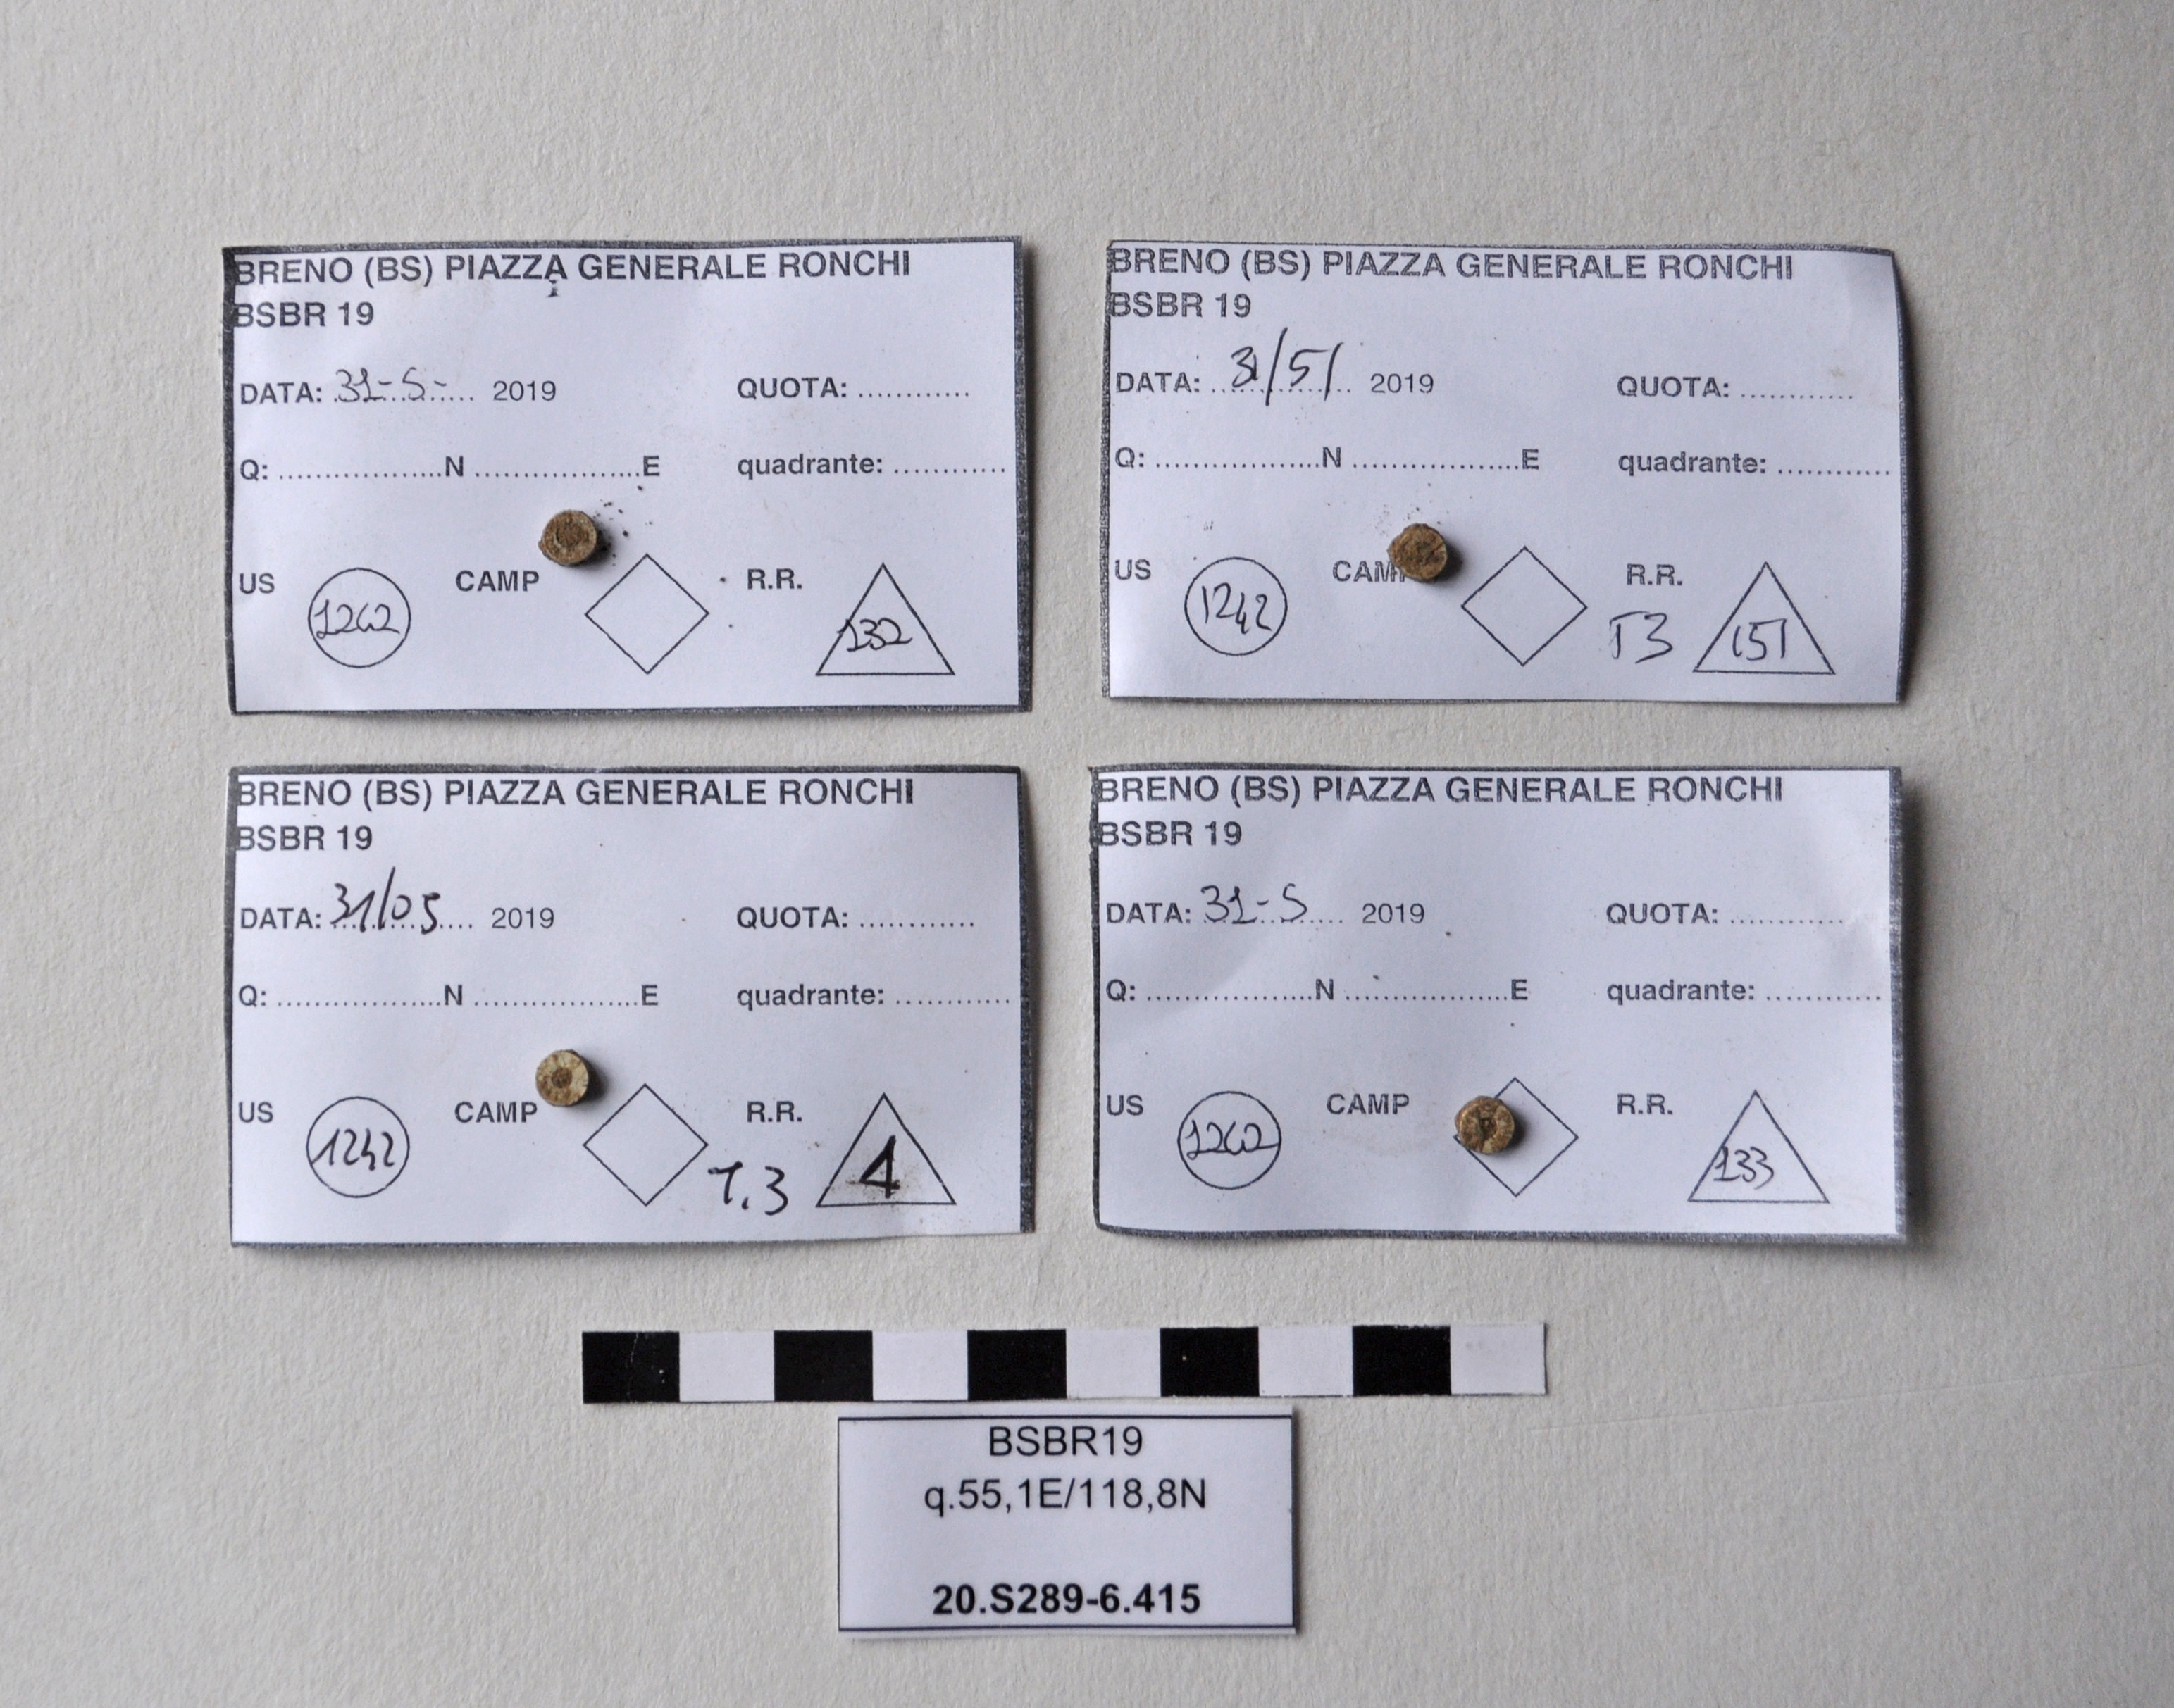 BRENO (BS) PIAZZA GENERALE RONCHI
BSBR 19
DATA: 31-5- 2019 QUOTA: ............
Q: .................N .................E quadrante: ............
US 1242 CAMP R.R. 132
BRENO (BS) PIAZZA GENERALE RONCHI
BSBR 19
DATA: 31/5/ 2019 QUOTA: ............
Q: .................N .................E quadrante: ............
US 1242 CAMP R.R. T3 151
BRENO (BS) PIAZZA GENERALE RONCHI
BSBR 19
DATA: 31/05 2019 QUOTA: ............
Q: .................N .................E quadrante: ............
US 1242 CAMP R.R. T.3 1
BRENO (BS) PIAZZA GENERALE RONCHI
BSBR 19
DATA: 31-5 2019 QUOTA: ............
Q: .................N .................E quadrante: ............
US 1242 CAMP R.R. 133
BSBR19
q.55,1E/118,8N
20.S289-6.415